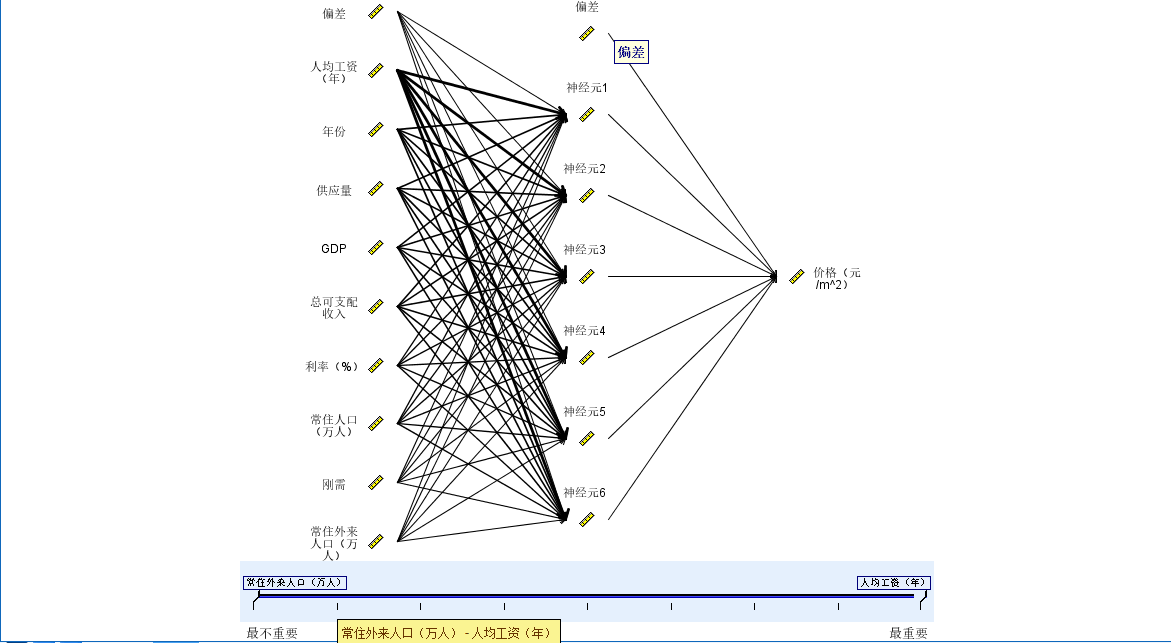 偏差
人均工资
（年）
年份
供应量
GDP
总可支配
收入
利率（%）
常住人口
（万人）
刚需
常住外来
人口（万
人）
偏差
偏差
神经元1
神经元2
神经元3
神经元4
神经元5
神经元6
价格（元
/m^2）
常住外来人口（万人）
人均工资（年）
最不重要
常住外来人口（万人）-人均工资（年）
最重要